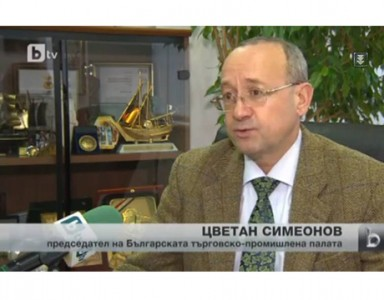 btv
ЦВЕТАН СИМЕОНОВ
председател на Българската търговско-промишлена палата